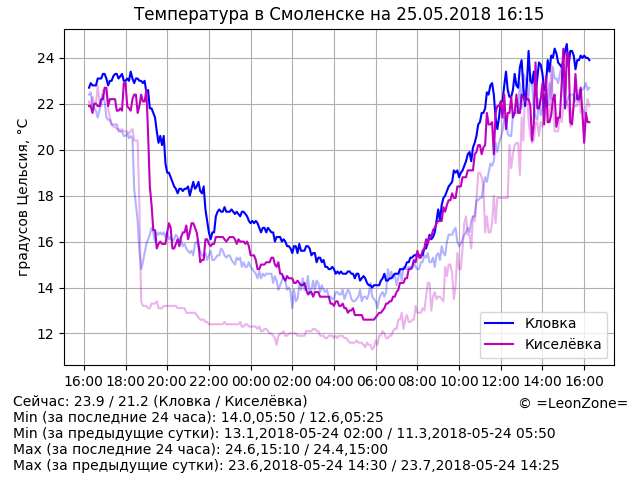 Температура в Смоленске на 25.05.2018 16:15
градусов Цельсия, °C
24
22
20
18
16
14
12
16:00 18:00 20:00 22:00 00:00 02:00 04:00 06:00 08:00 10:00 12:00 14:00 16:00
Кловка
Киселёвка
Сейчас: 23.9 / 21.2 (Кловка / Киселёвка)
© =LeonZone=
Min (за последние 24 часа): 14.0,05:50 / 12.6,05:25
Min (за предыдущие сутки): 13.1,2018-05-24 02:00 / 11.3,2018-05-24 05:50
Max (за последние 24 часа): 24.6,15:10 / 24.4,15:00
Max (за предыдущие сутки): 23.6,2018-05-24 14:30 / 23.7,2018-05-24 14:25